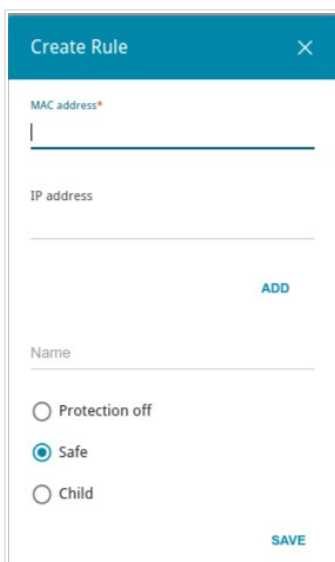 Create Rule
MAC address*
IP address
ADD
Name
Protection off
Safe
Child
SAVE